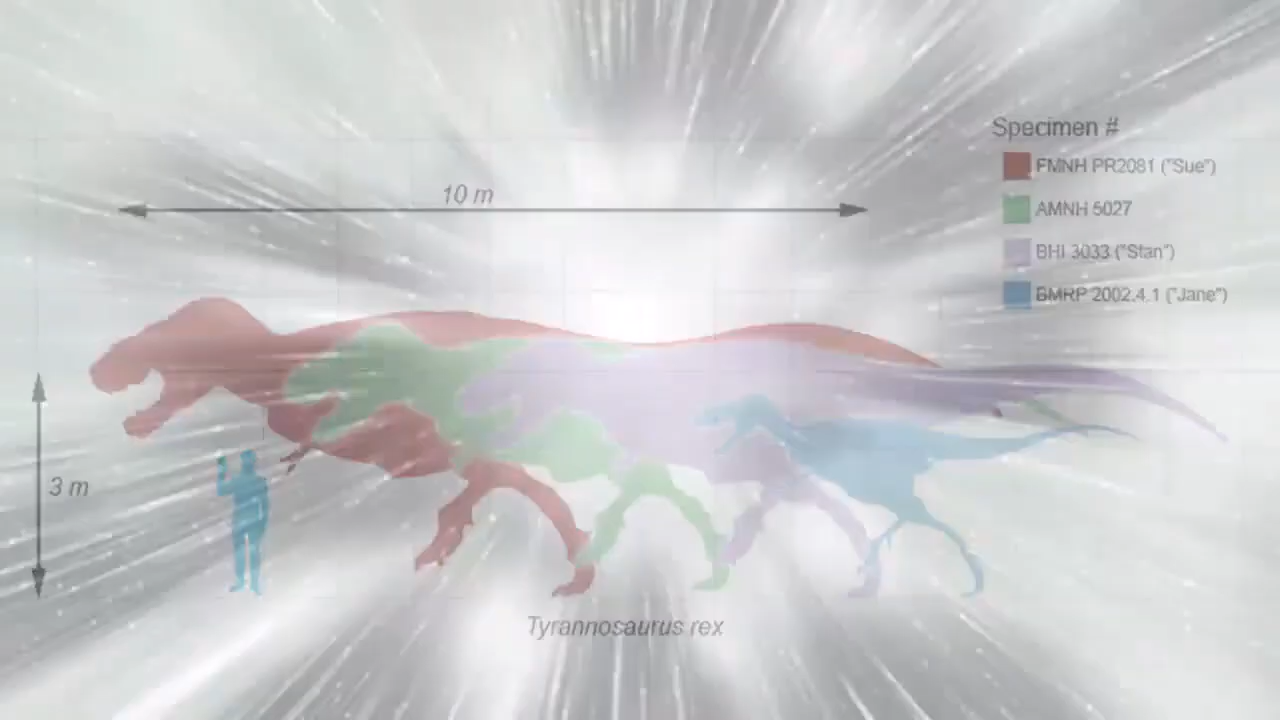 Specimen #
FMNH PR2081 ("Sue")
10 m
AMNH 5027
BHI 3033 ("Stan")
BMRP 2002.4.1 ("Jane")
3 m
Tyrannosaurus rex